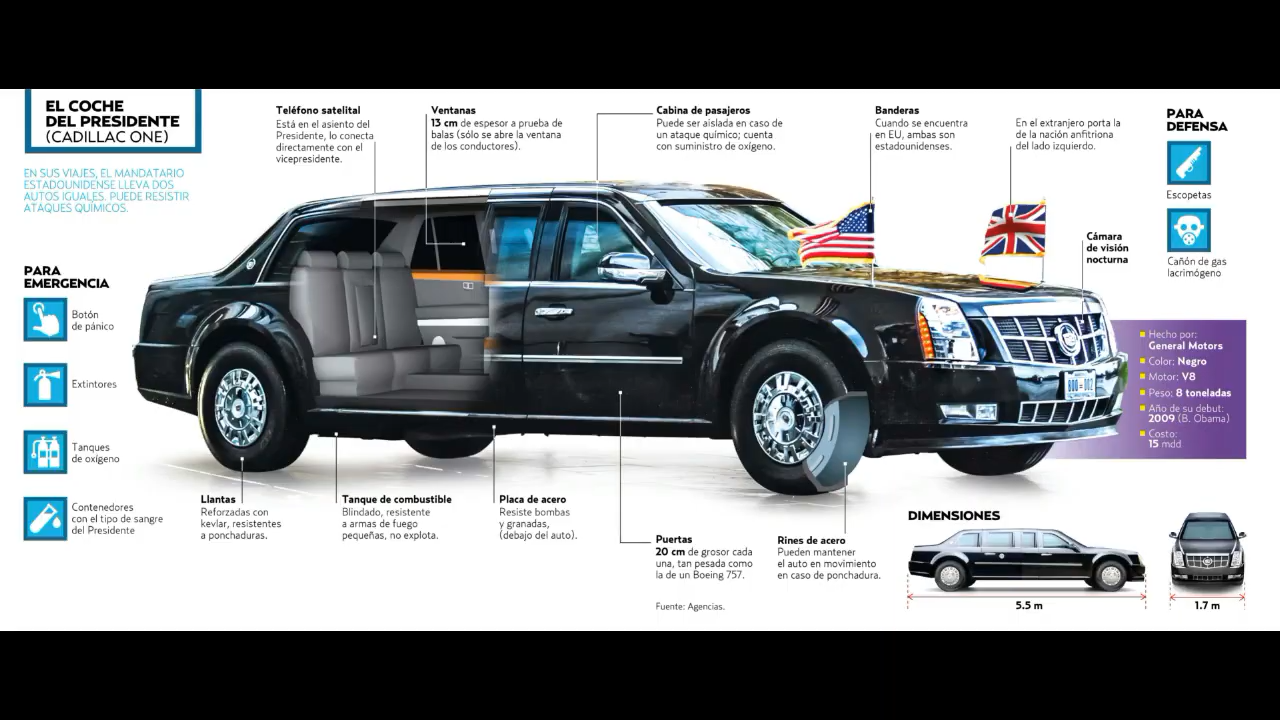 EL COCHE
DEL PRESIDENTE
(CADILLAC ONE)
EN SUS VIAJES, EL MANDATARIO
ESTADOUNIDENSE LLEVA DOS
AUTOS IGUALES. PUEDE RESISTIR
ATAQUES QUÍMICOS.
PARA
EMERGENCIA
Botón
de pánico
Extintores
Tanques
de oxígeno
Contenedores
con el tipo de sangre
del Presidente
Teléfono satelital
Está en el asiento del
Presidente, lo conecta
directamente con el
vicepresidente.
Ventanas
13 cm de espesor a prueba de
balas (sólo se abre la ventana
de los conductores).
Cabina de pasajeros
Puede ser aislada en caso de
un ataque químico; cuenta
con suministro de oxígeno.
Banderas
Cuando se encuentra
en EU, ambas son
estadounidenses.
En el extranjero porta la
de la nación anfitriona
del lado izquierdo.
PARA
DEFENSA
Escopetas
Cañón de gas
lacrimógeno
Cámara
de visión
nocturna
Hecho por:
General Motors
Color: Negro
Motor: V8
Peso: 8 toneladas
Año de su debut:
2009 (B. Obama)
Costo:
15 mdd
800-002
Llantas
Reforzadas con
kevlar, resistentes
a ponchaduras.
Tanque de combustible
Blindado, resistente
a armas de fuego
pequeñas, no explota.
Placa de acero
Resiste bombas
y granadas,
(debajo del auto).
Puertas
20 cm de grosor cada
una, tan pesada como
la de un Boeing 757.
Rines de acero
Pueden mantener
el auto en movimiento
en caso de ponchadura.
Fuente: Agencias.
DIMENSIONES
5.5 m
1.7 m